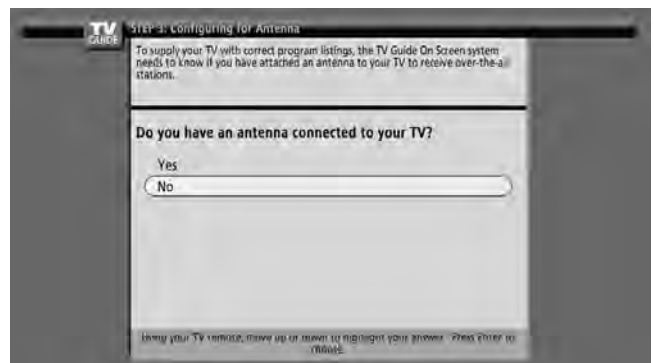 TV
GUIDE
STEP 3: Configuring for Antenna
To supply your TV with correct program listings, the TV Guide On Screen system
needs to know if you have attached an antenna to your TV to receive over-the-a
stations.
Do you have an antenna connected to your TV?
Yes
No
Using your TV remote, move up or down to highlight your answer. Press Enter to
choose.